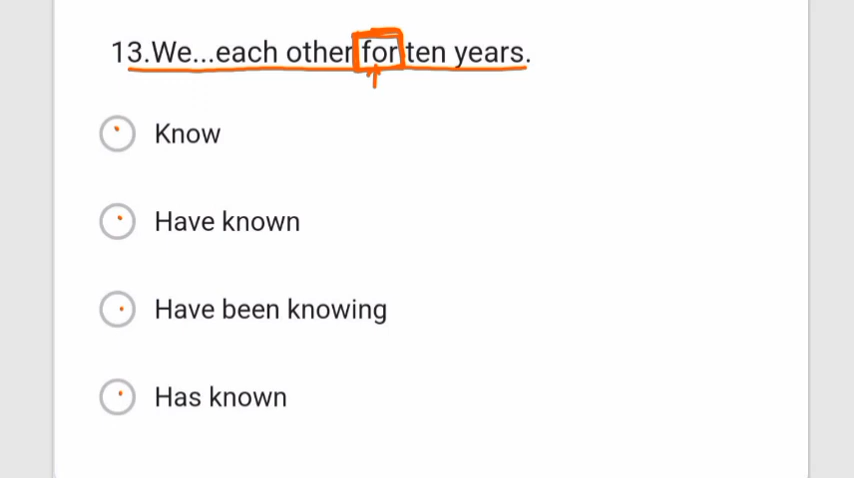 13.We...each other for ten years.
Know
Have known
Have been knowing
Has known